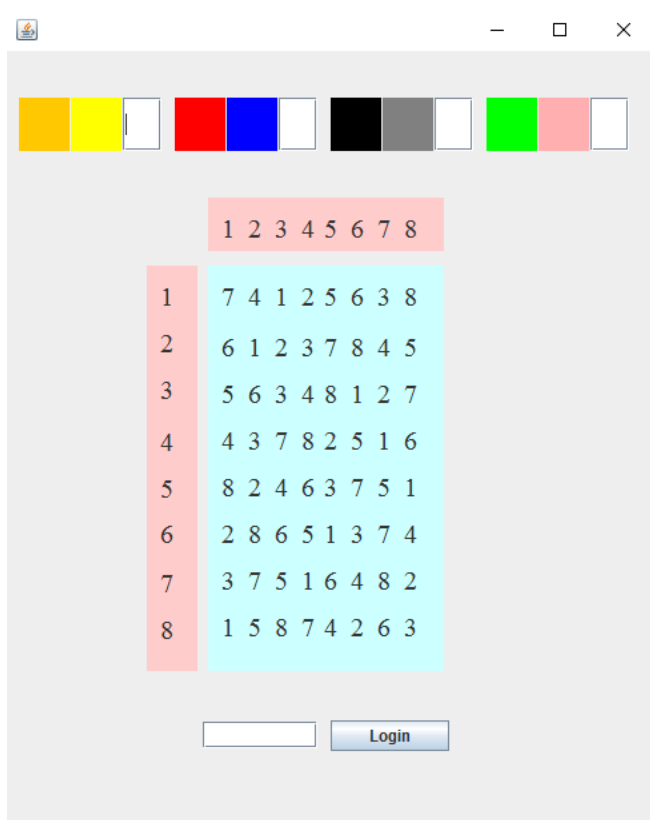 1 2 3 4 5 6 7 8
1 7 4 1 2 5 6 3 8
2 6 1 2 3 7 8 4 5
3 5 6 3 4 8 1 2 7
4 4 3 7 8 2 5 1 6
5 8 2 4 6 3 7 5 1
6 2 8 6 5 1 3 7 4
7 3 7 5 1 6 4 8 2
8 1 5 8 7 4 2 6 3
Login